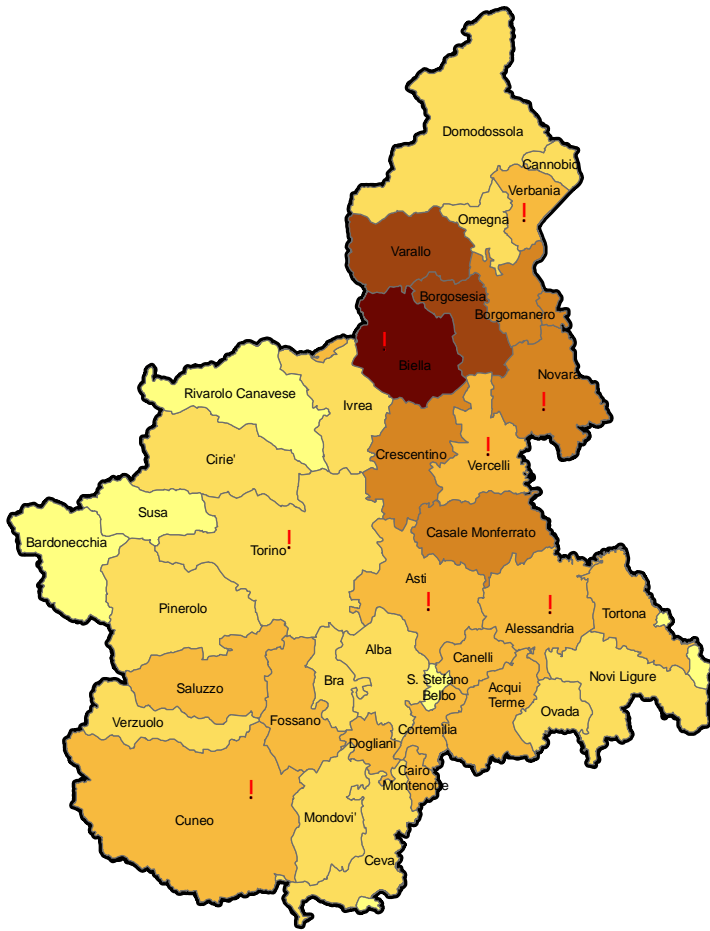 Domodossola
Cannobio
Verbania
!
Omegna
Varallo
Borgosesia
Borgomanero
!
Biella
Novara
!
Rivarolo Canavese
Ivrea
Crescentino
!
Vercelli
Cirie'
Susa
Bardonecchia
Torino
!
Casale Monferrato
Asti
!
Pinerolo
!
Alessandria
Tortona
Alba
Canelli
Novi Ligure
Saluzzo
Bra
S. Stefano
Belbo
Acqui
Terme
Ovada
Verzuolo
Fossano
Cortemilia
Dogliani
Cairo
Montenotte
!
Cuneo
Mondovi'
Ceva